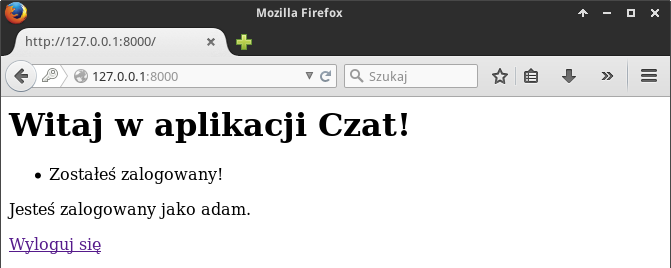 Mozilla Firefox
http://127.0.0.1:8000/
127.0.0.1:8000
Szukaj
Witaj w aplikacji Czat!
Zostałeś zalogowany!
Jesteś zalogowany jako adam.
Wyloguj się